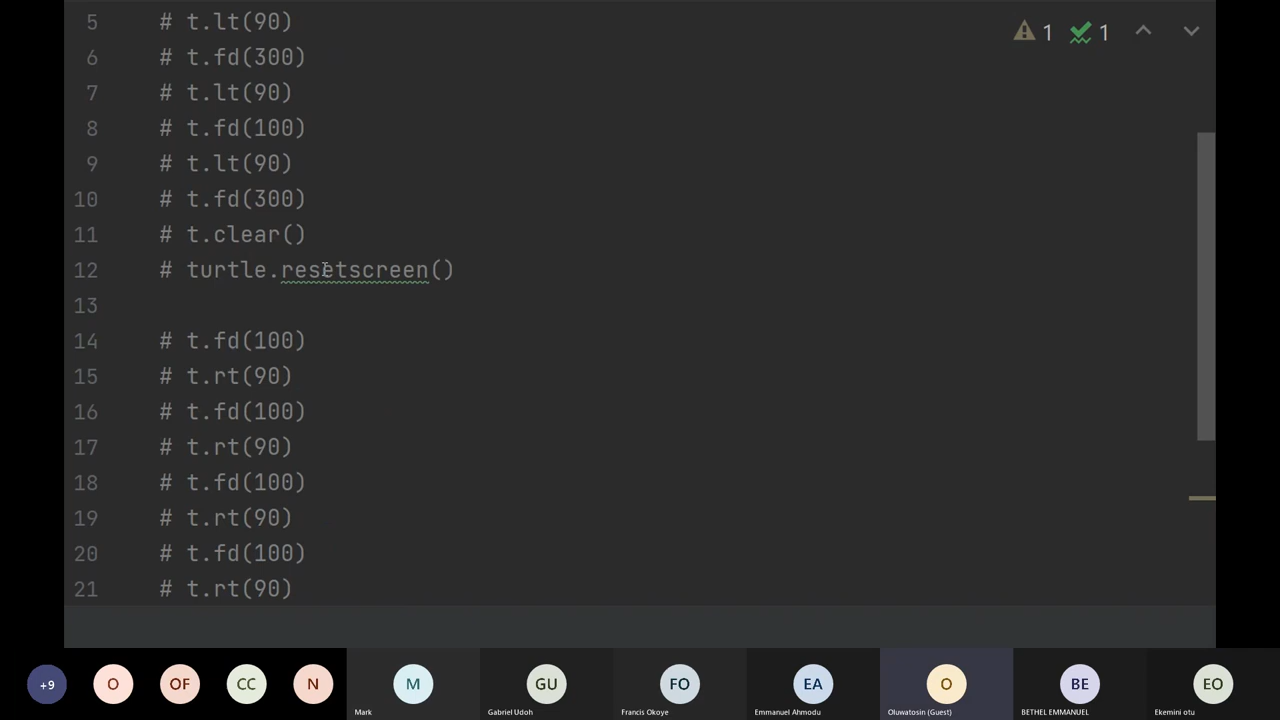 5 # t.lt(90)
6 # t.fd(300)
7 # t.lt(90)
8 # t.fd(100)
9 # t.lt(90)
10 # t.fd(300)
11 # t.clear()
12 # turtle.resetscreen()
13
14 # t.fd(100)
15 # t.rt(90)
16 # t.fd(100)
17 # t.rt(90)
18 # t.fd(100)
19 # t.rt(90)
20 # t.fd(100)
21 # t.rt(90)
1 1
+9 O OF CC N M GU FO EA O BE EO
Mark Gabriel Udoh Francis Okoye Emmanuel Ahmodu Oluwatosin (Guest) BETHEL EMMANUEL Ekemini otu